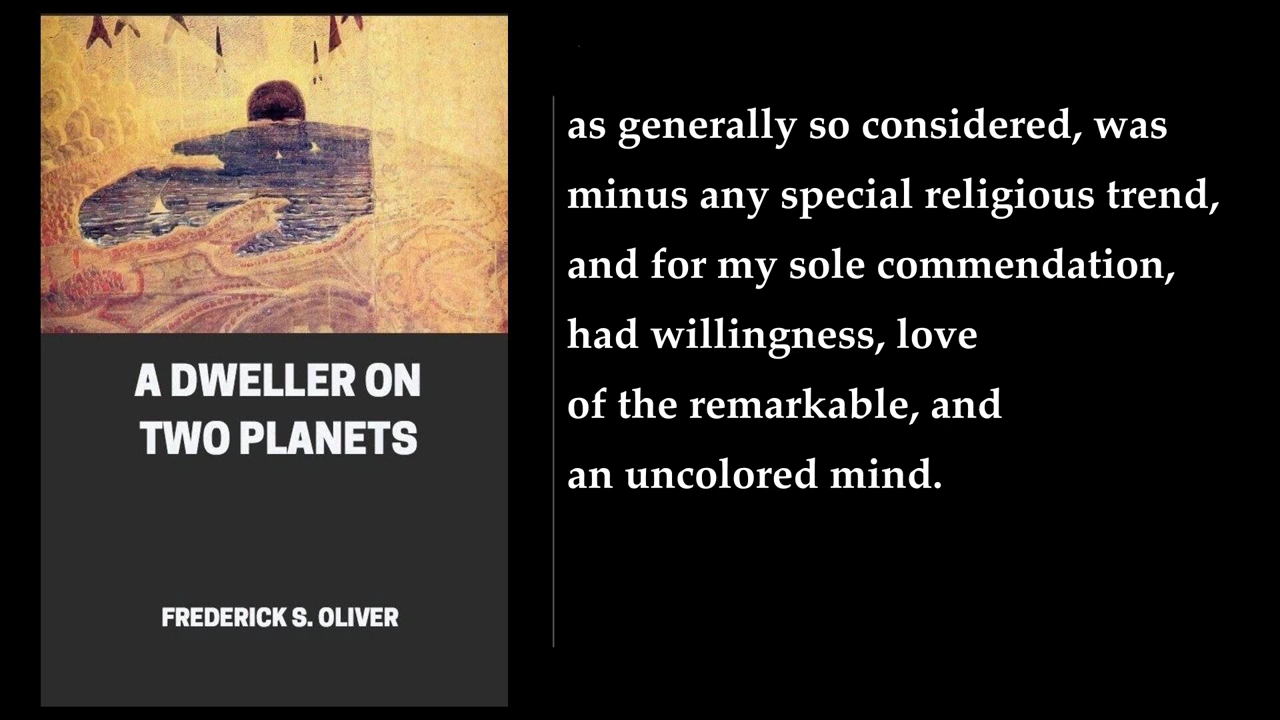 A DWELLER ON
TWO PLANETS
FREDERICK S. OLIVER
as generally so considered, was
minus any special religious trend,
and for my sole commendation,
had willingness, love
of the remarkable, and
an uncolored mind.